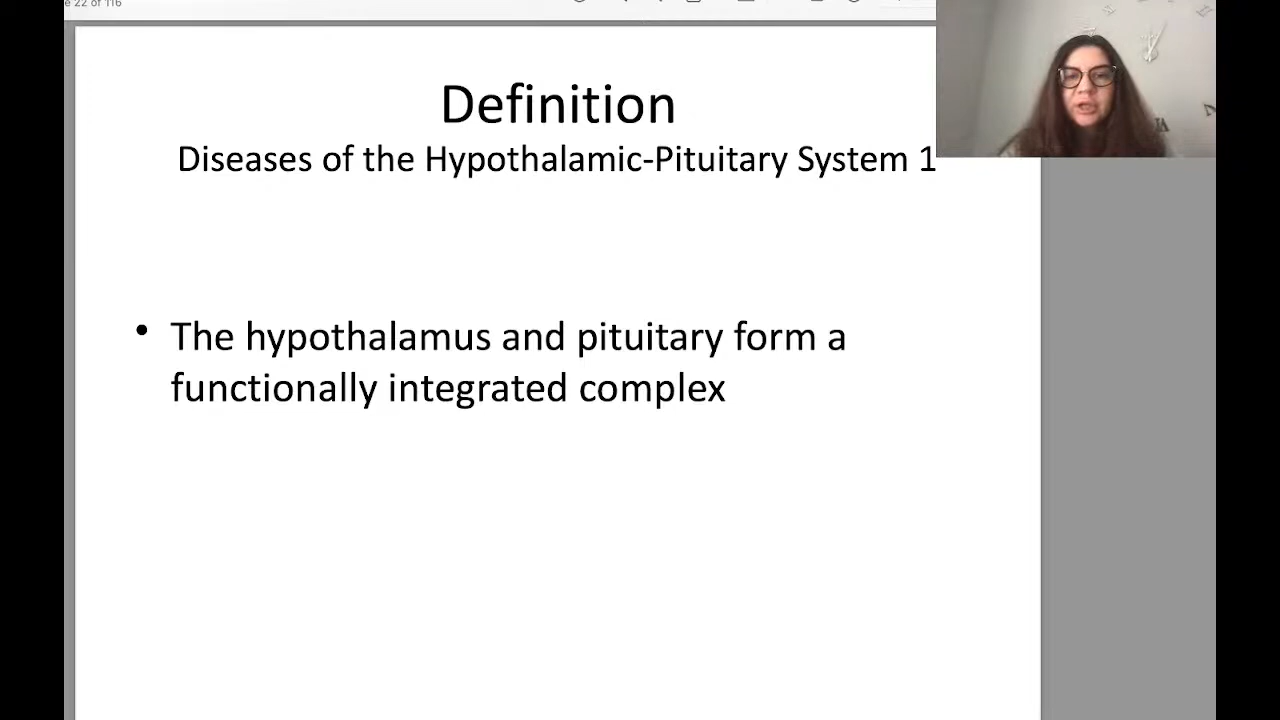 22 of 116
Definition
Diseases of the Hypothalamic-Pituitary System 1
• The hypothalamus and pituitary form a
functionally integrated complex